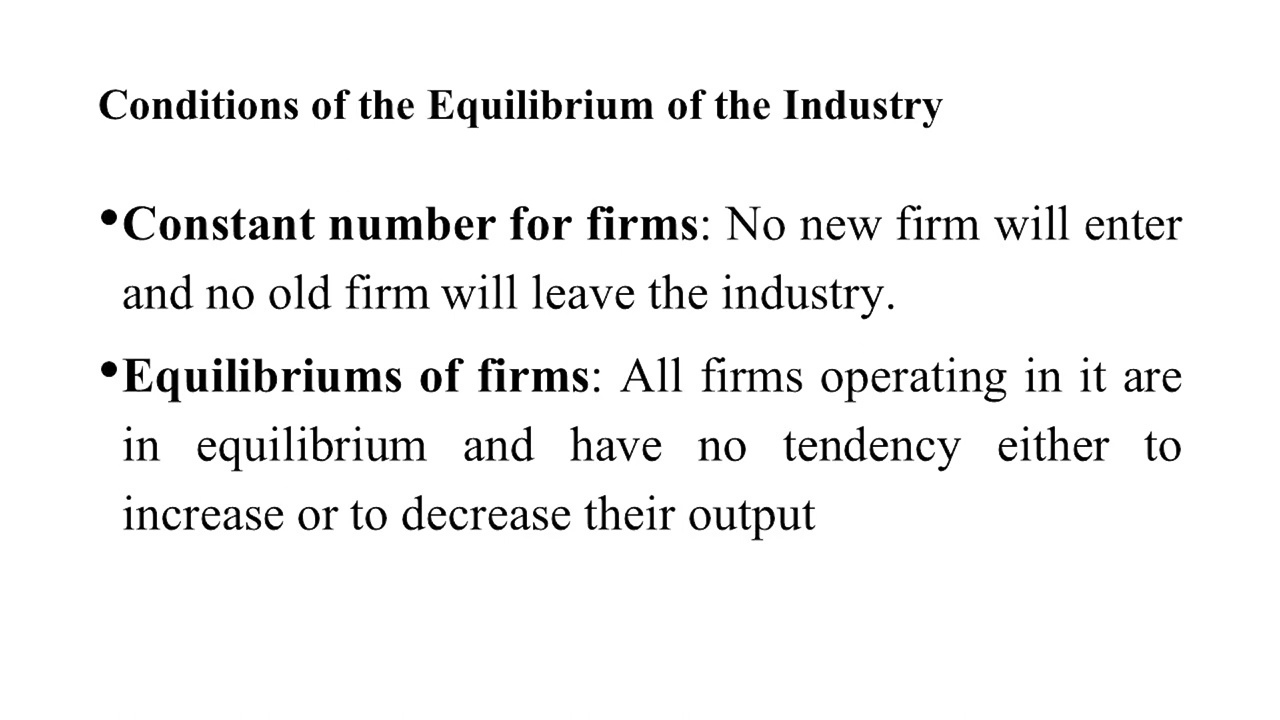 Conditions of the Equilibrium of the Industry
•Constant number for firms: No new firm will enter
and no old firm will leave the industry.
•Equilibriums of firms: All firms operating in it are
in equilibrium and have no tendency either to
increase or to decrease their output